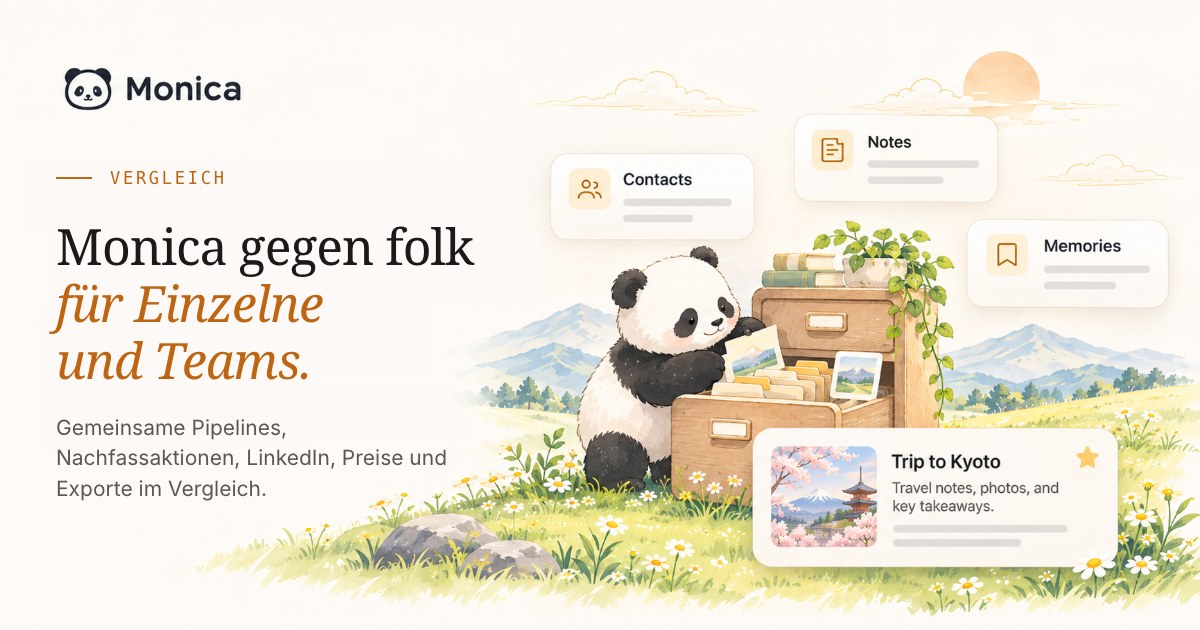 Monica
VERGLEICH
Monica gegen folk
für Einzelne
und Teams.
Gemeinsame Pipelines,
Nachfassaktionen, LinkedIn, Preise und
Exporte im Vergleich.
Contacts
Notes
Memories
Trip to Kyoto
Travel notes, photos, and
key takeaways.